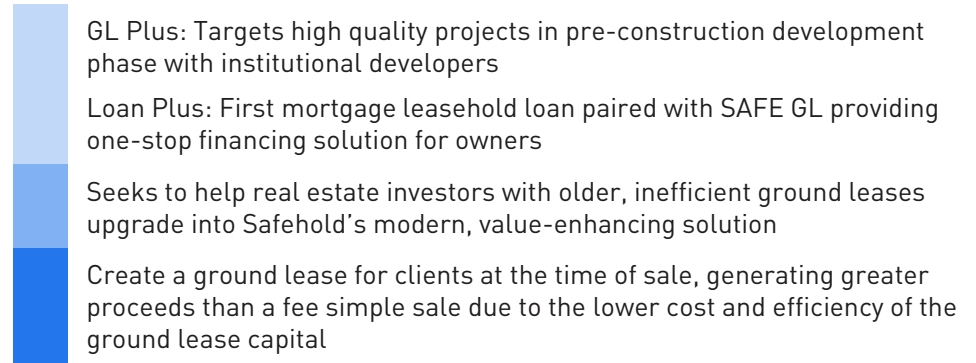 GL Plus: Targets high quality projects in pre-construction development
phase with institutional developers
Loan Plus: First mortgage leasehold loan paired with SAFE GL providing
one-stop financing solution for owners
Seeks to help real estate investors with older, inefficient ground leases
upgrade into Safehold’s modern, value-enhancing solution
Create a ground lease for clients at the time of sale, generating greater
proceeds than a fee simple sale due to the lower cost and efficiency of the
ground lease capital